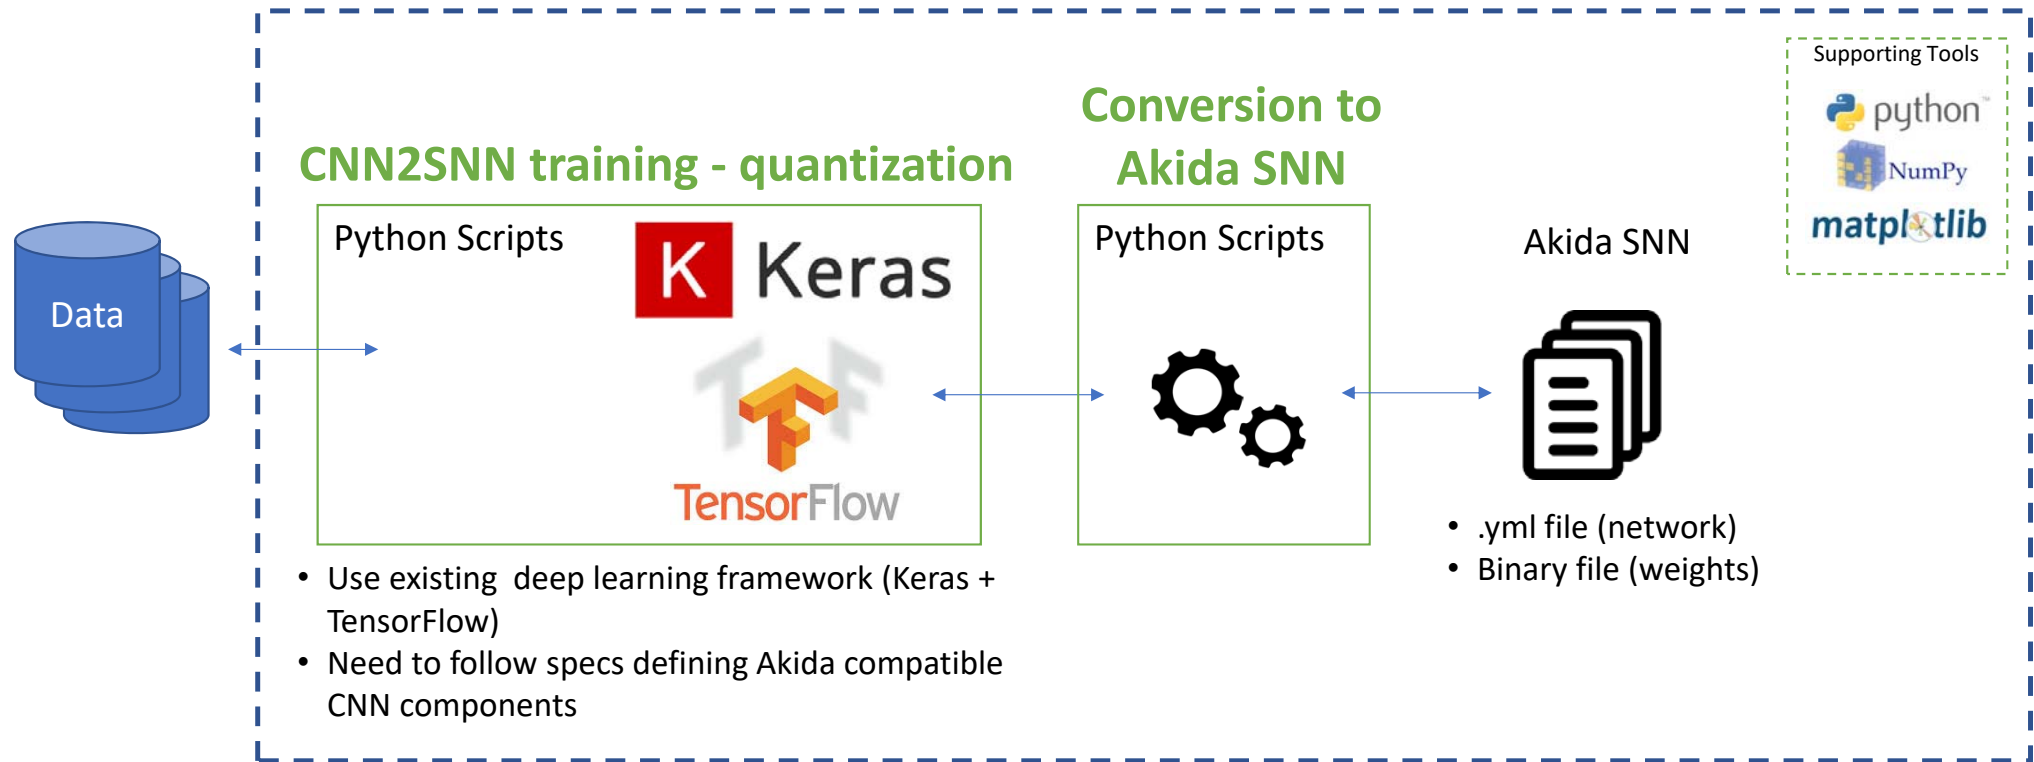 Supporting Tools
python™
NumPy
matplotlib
Conversion to
Akida SNN
CNN2SNN training - quantization
Data
Python Scripts
K Keras
TensorFlow
Python Scripts
Akida SNN
• Use existing  deep learning framework (Keras +
TensorFlow)
• Need to follow specs defining Akida compatible
CNN components
• .yml file (network)
• Binary file (weights)